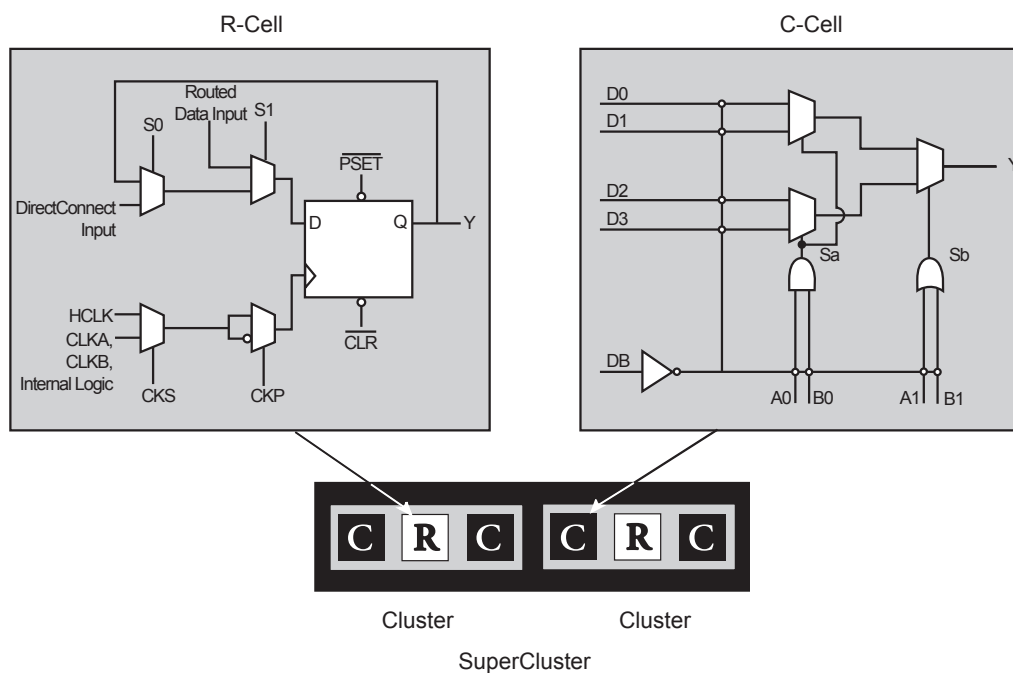 R-Cell
C-Cell
Routed
Data Input
S1
S0
PSET
DirectConnect
Input
D
Q
Y
HCLK
CLKA,
CLKB,
Internal Logic
CKS
CKP
CLR
D0
D1
D2
D3
Sa
Sb
DB
A0
B0
A1
B1
Y
C
R
C
C
R
C
Cluster
Cluster
SuperCluster